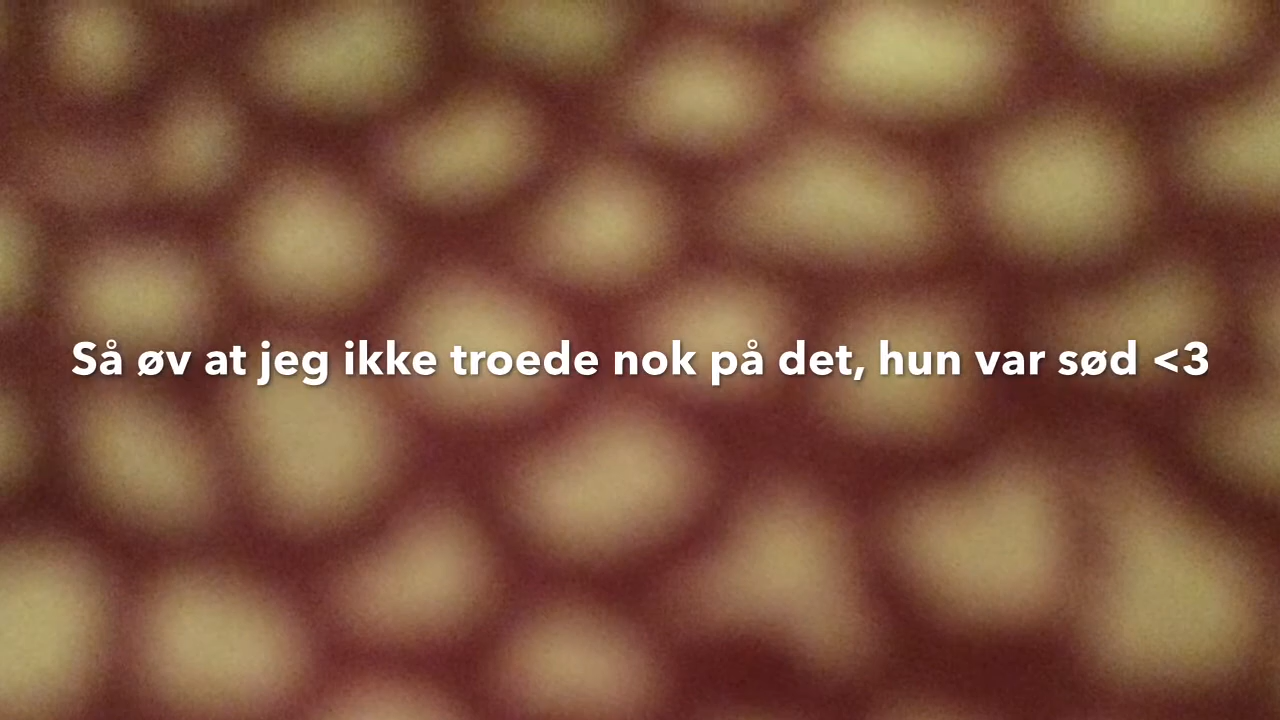 Så øv at jeg ikke troede nok på det, hun var sød <3